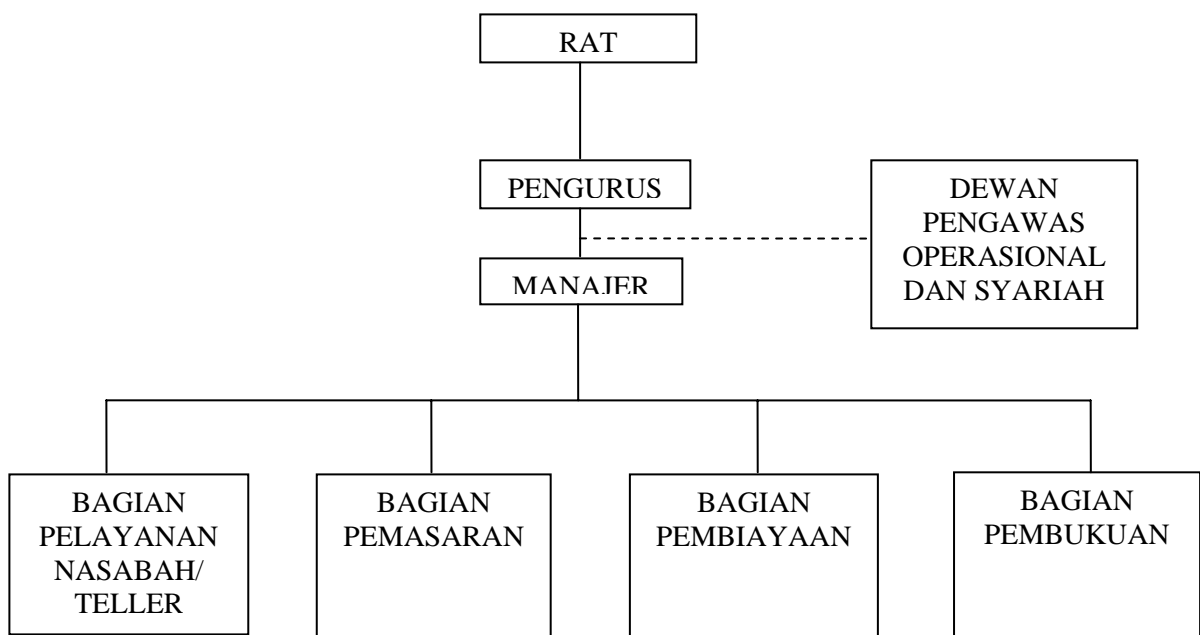 RAT
PENGURUS
DEWAN
PENGAWAS
OPERASIONAL
DAN SYARIAH
MANAJER
BAGIAN
PELAYANAN
NASABAH/
TELLER
BAGIAN
PEMASARAN
BAGIAN
PEMBIAYAAN
BAGIAN
PEMBUKUAN